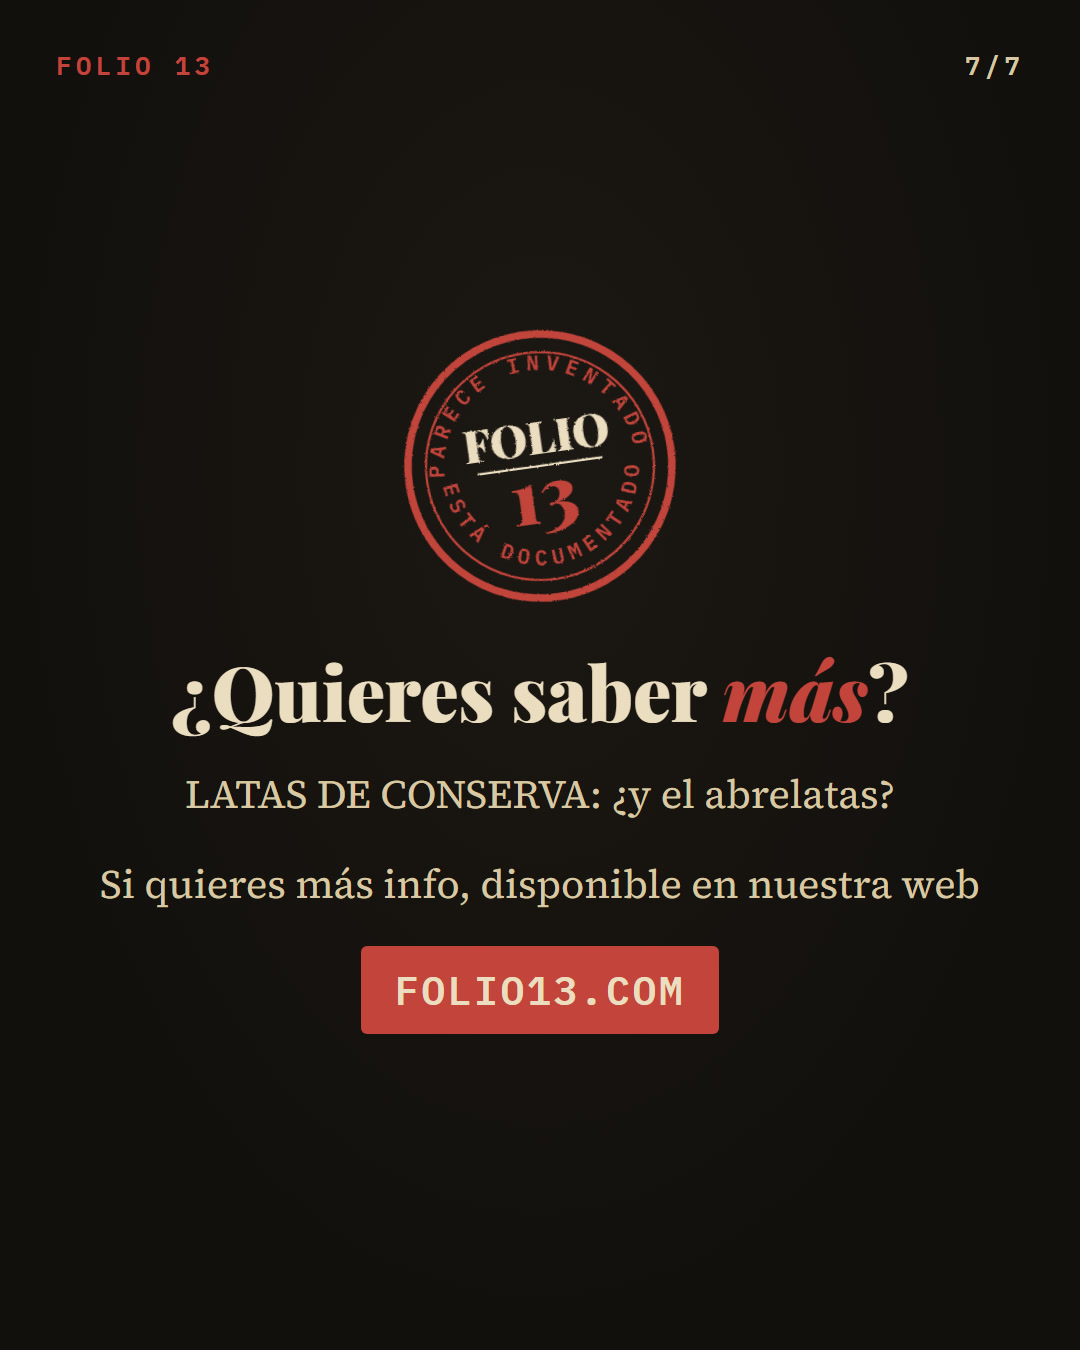 FOLIO 13
7/7
PARECE INVENTADO
FOLIO
13
ESTÁ DOCUMENTADO
¿Quieres saber más?
LATAS DE CONSERVA: ¿y el abrelatas?
Si quieres más info, disponible en nuestra web
FOLIO13.COM